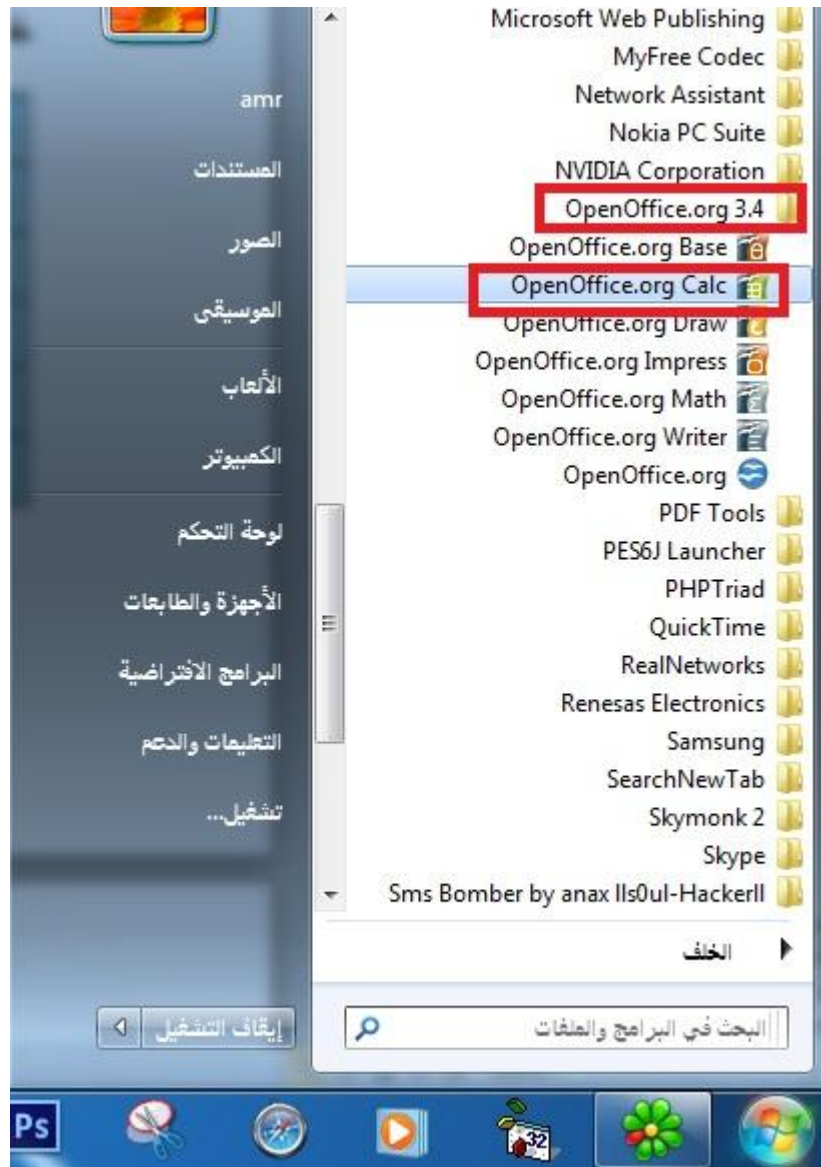 Microsoft Web Publishing
MyFree Codec
Network Assistant
Nokia PC Suite
NVIDIA Corporation
OpenOffice.org 3.4
OpenOffice.org Base
OpenOffice.org Calc
OpenOffice.org Draw
OpenOffice.org Impress
OpenOffice.org Math
OpenOffice.org Writer
OpenOffice.org
PDF Tools
PES6J Launcher
PHPTriad
QuickTime
RealNetworks
Renesas Electronics
Samsung
SearchNewTab
Skymonk 2
Skype
Sms Bomber by anax lls0ul-Hackerll
الخلف
البحث في البرامج والملفات
amr
المستندات
الصور
الموسيقى
الألعاب
الكمبيوتر
لوحة التحكم
الأجهزة والطابعات
البرامج الافتراضية
التعليمات والدعم
تشغيل...
إيقاف التشغيل
32
Ps